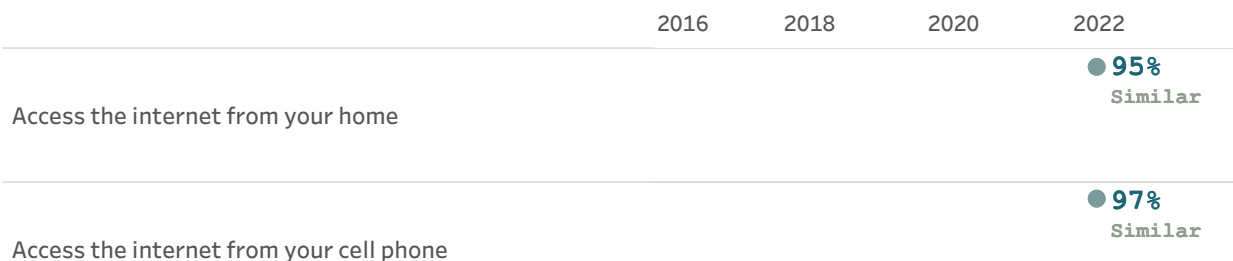 2016 2018 2020 2022
95%
Similar
Access the internet from your home
97%
Similar
Access the internet from your cell phone